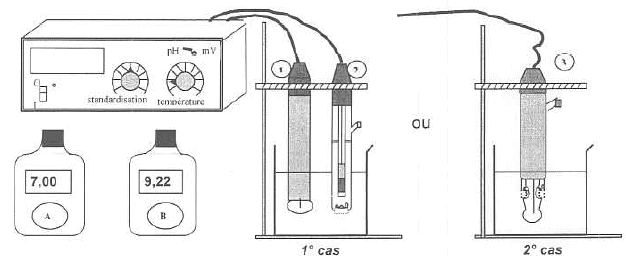 pH mV
O
I
standardisation
température
1
2
3
ou
7,00
9,22
A
B
1° cas
2° cas